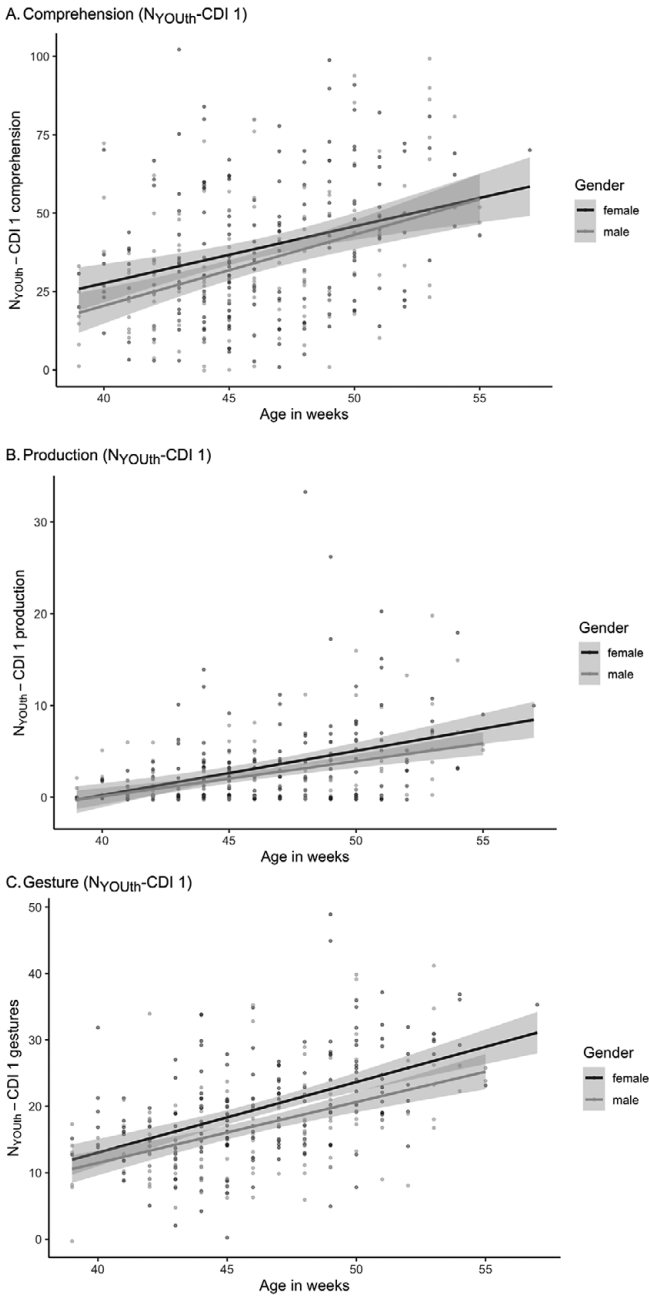 A. Comprehension (NYOUth-CDI 1)
100
75
50
25
0
NYOUth – CDI 1 comprehension
40 45 50 55
Age in weeks
Gender
female
male
B. Production (NYOUth-CDI 1)
30
20
10
0
NYOUth – CDI 1 production
40 45 50 55
Age in weeks
Gender
female
male
C. Gesture (NYOUth-CDI 1)
50
40
30
20
10
0
NYOUth – CDI 1 gestures
40 45 50 55
Age in weeks
Gender
female
male